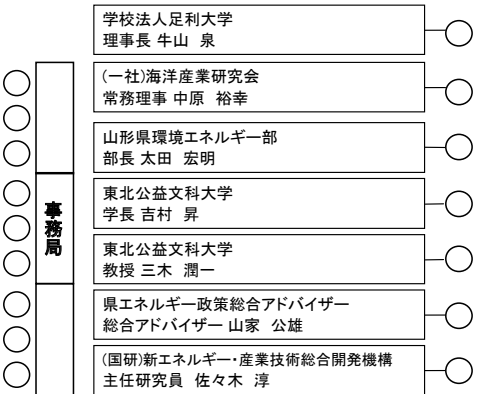 学校法人足利大学
理事長 牛山 泉
(一社)海洋産業研究会
常務理事 中原 裕幸
山形県環境エネルギー部
部長 太田 宏明
事務局
東北公益文科大学
学長 吉村 昇
東北公益文科大学
教授 三木 潤一
県エネルギー政策総合アドバイザー
総合アドバイザー 山家 公雄
(国研)新エネルギー・産業技術総合開発機構
主任研究員 佐々木 淳